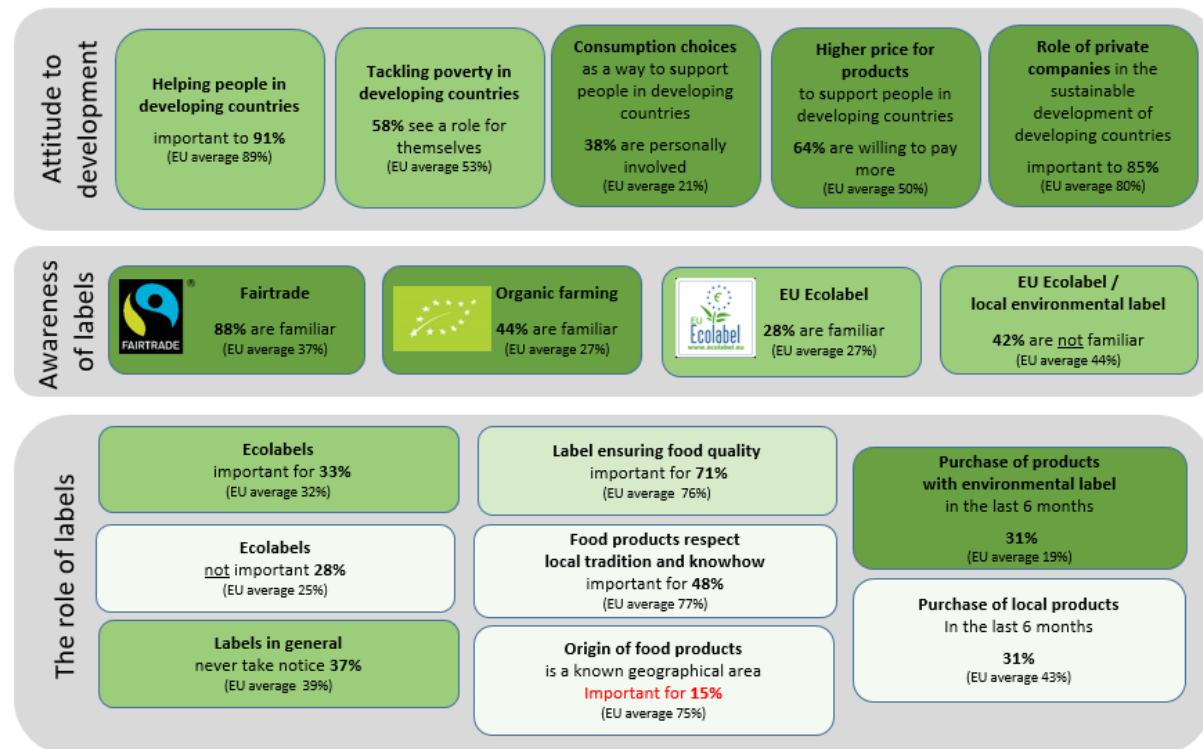 Attitude to
development
Helping people in
developing countries
important to 91%
(EU average 89%)
Tackling poverty in
developing countries
58% see a role for
themselves
(EU average 53%)
Consumption choices
as a way to support
people in developing
countries
38% are personally
involved
(EU average 21%)
Higher price for
products
to support people in
developing countries
64% are willing to pay
more
(EU average 50%)
Role of private
companies in the
sustainable
development of
developing countries
important to 85%
(EU average 80%)
Awareness
of labels
FAIRTRADE
®
Fairtrade
88% are familiar
(EU average 37%)
Organic farming
44% are familiar
(EU average 27%)
EU
Ecolabel
www.ecolabel.eu
EU Ecolabel
28% are familiar
(EU average 27%)
EU Ecolabel /
local environmental label
42% are not familiar
(EU average 44%)
The role of labels
Ecolabels
important for 33%
(EU average 32%)
Ecolabels
not important 28%
(EU average 25%)
Labels in general
never take notice 37%
(EU average 39%)
Label ensuring food quality
important for 71%
(EU average 76%)
Food products respect
local tradition and knowhow
important for 48%
(EU average 77%)
Origin of food products
is a known geographical area
Important for 15%
(EU average 75%)
Purchase of products
with environmental label
in the last 6 months
31%
(EU average 19%)
Purchase of local products
In the last 6 months
31%
(EU average 43%)